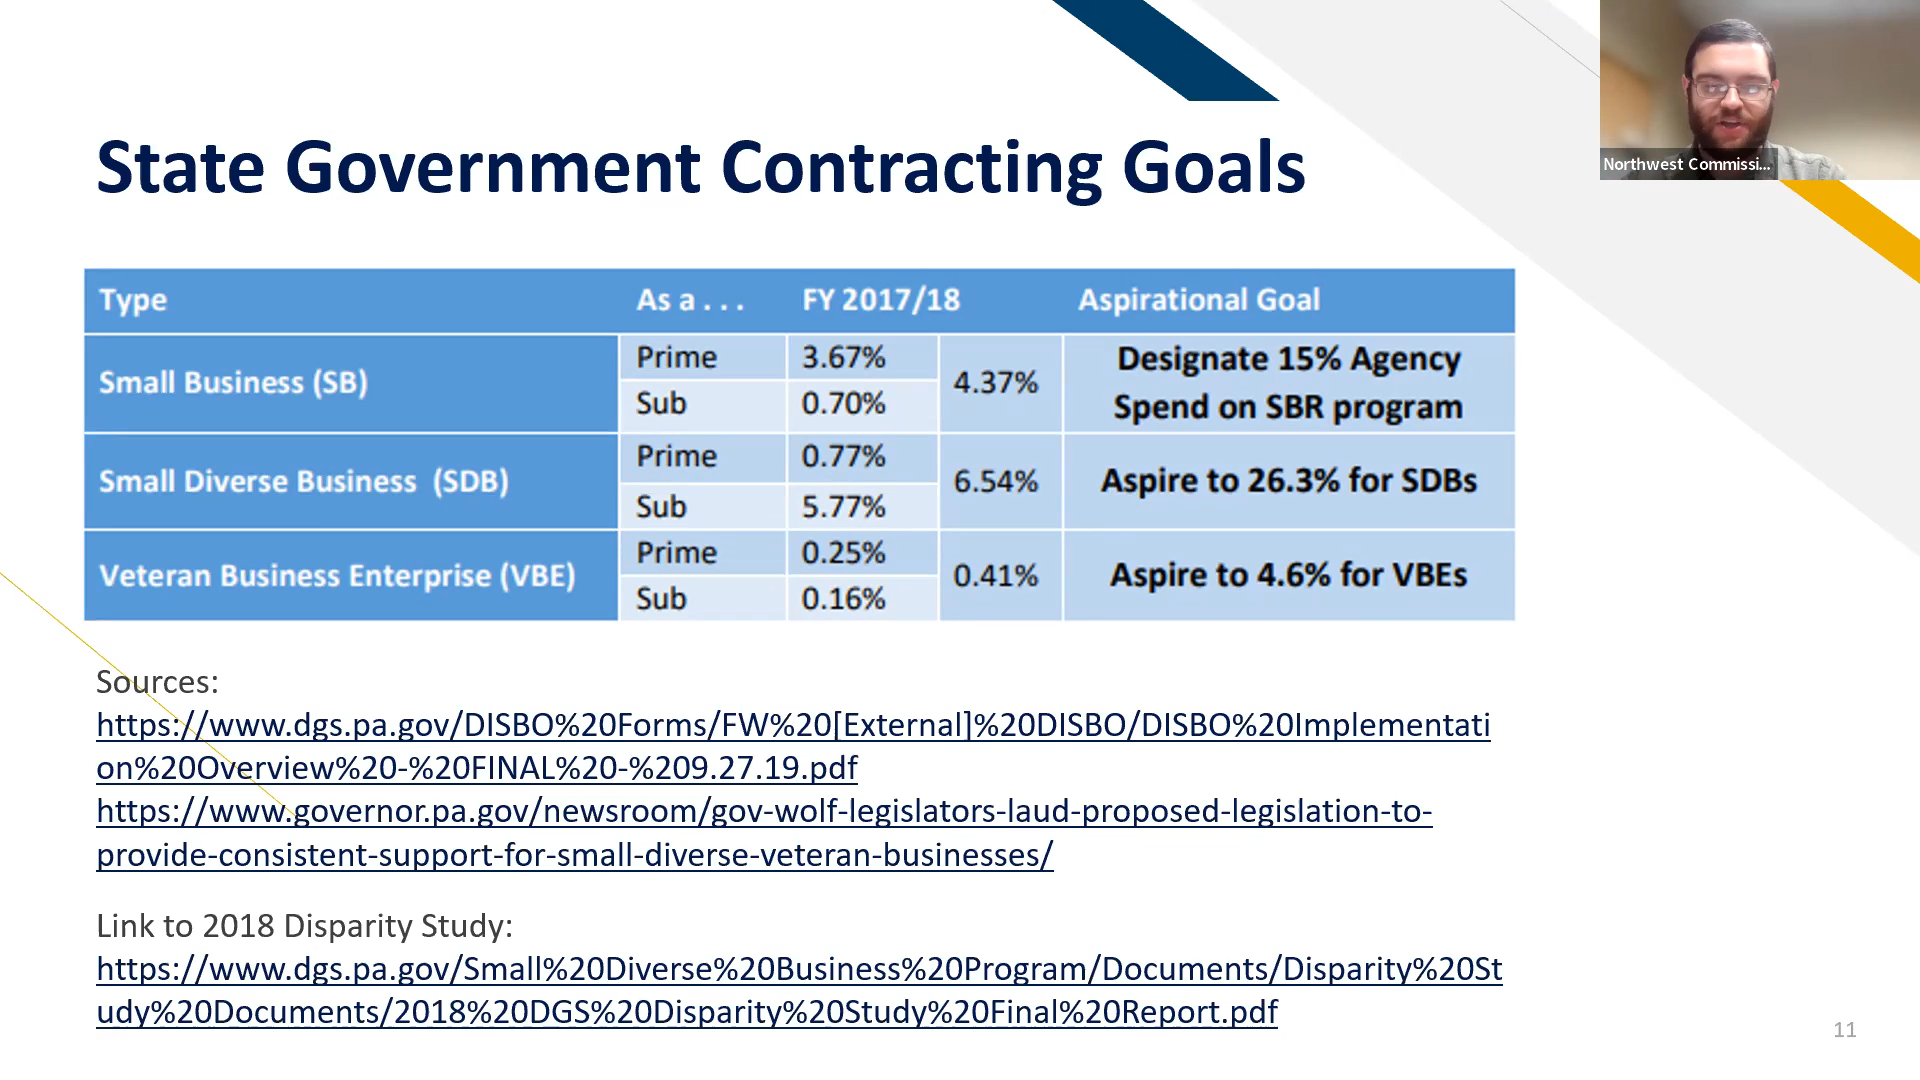 State Government Contracting Goals
Northwest Commissi...
Type As a . . . FY 2017/18 Aspirational Goal
Small Business (SB) Prime 3.67% 4.37% Designate 15% Agency
Sub 0.70% Spend on SBR program
Small Diverse Business (SDB) Prime 0.77% 6.54% Aspire to 26.3% for SDBs
Sub 5.77%
Veteran Business Enterprise (VBE) Prime 0.25% 0.41% Aspire to 4.6% for VBEs
Sub 0.16%
Sources:
https://www.dgs.pa.gov/DISBO%20Forms/FW%20[External]%20DISBO/DISBO%20Implementati
on%20Overview%20-%20FINAL%20-%209.27.19.pdf
https://www.governor.pa.gov/newsroom/gov-wolf-legislators-laud-proposed-legislation-to-
provide-consistent-support-for-small-diverse-veteran-businesses/
Link to 2018 Disparity Study:
https://www.dgs.pa.gov/Small%20Diverse%20Business%20Program/Documents/Disparity%20St
udy%20Documents/2018%20DGS%20Disparity%20Study%20Final%20Report.pdf
11